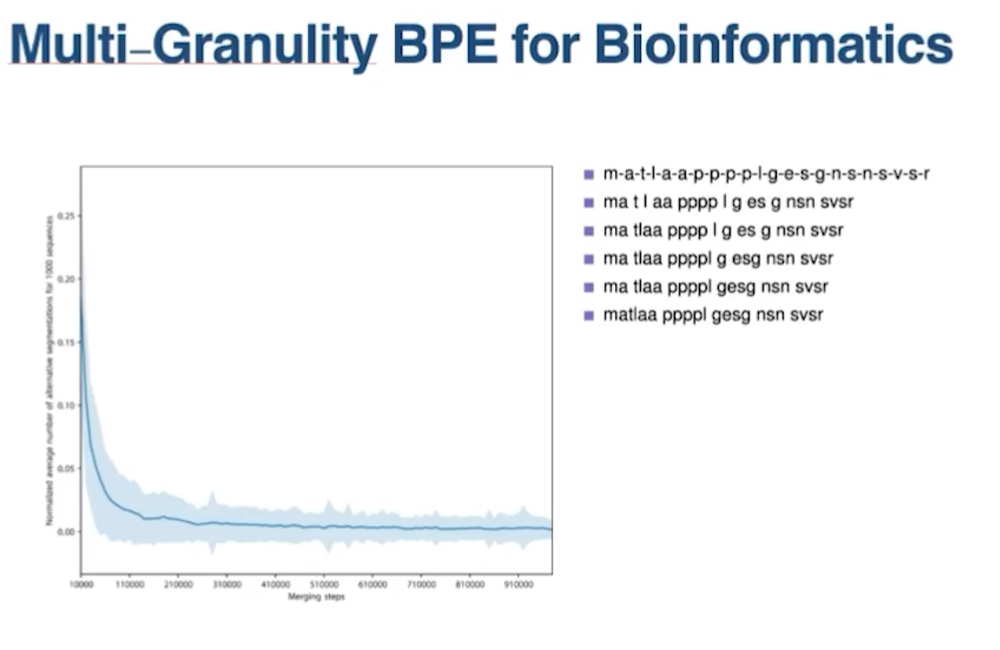 Multi–Granulity BPE for Bioinformatics
m-a-t-l-a-a-p-p-p-p-l-g-e-s-g-n-s-n-s-v-s-r
ma t l aa pppp l g es g nsn svsr
ma tlaa pppp l g es g nsn svsr
ma tlaa ppppl g esg nsn svsr
ma tlaa ppppl gesg nsn svsr
matlaa ppppl gesg nsn svsr
Normalized average number of alternative segmentations for 1000 sequences
0.25
0.20
0.15
0.10
0.05
0.00
10000 110000 210000 310000 410000 510000 610000 710000 810000 910000
Merging steps